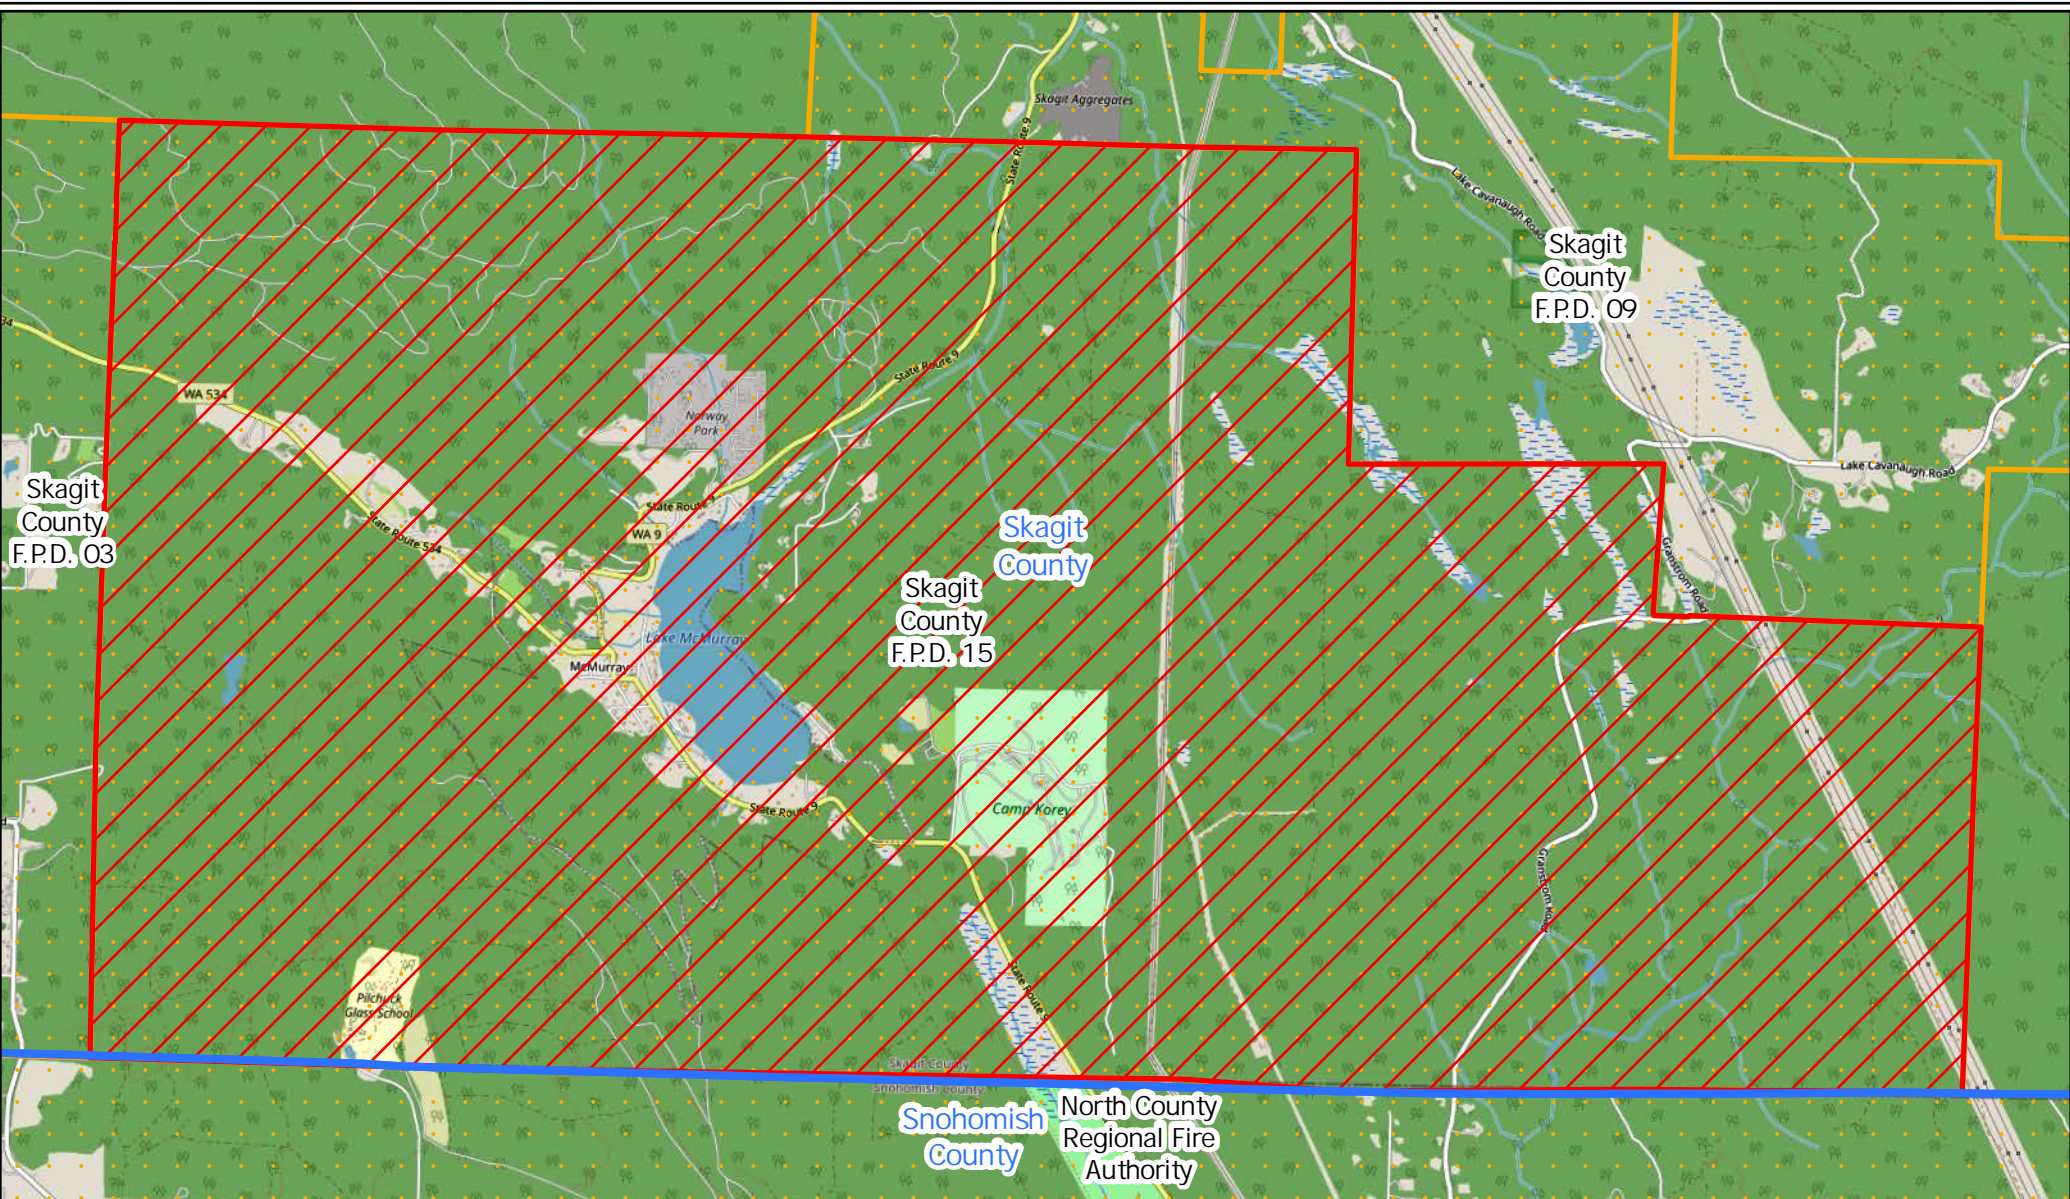 Skagit Aggregates
State Route 9
Lake Cavanaugh Road
Skagit
County
F.P.D. 09
34
State Route 9
WA 534
Norway
Park
Lake Cavanaugh Road
Skagit
County
F.P.D. 03
State Route 9
WA 9
State Route 534
Skagit
County
Granstrom Road
Skagit
County
F.P.D. 15
Lake McMurray
McMurray
Camp Korey
State Route 9
d
Granstrom Road
Pilchuck
Glass School
State Route 9
Skagit County
Snohomish County
Snohomish
County
North County
Regional Fire
Authority